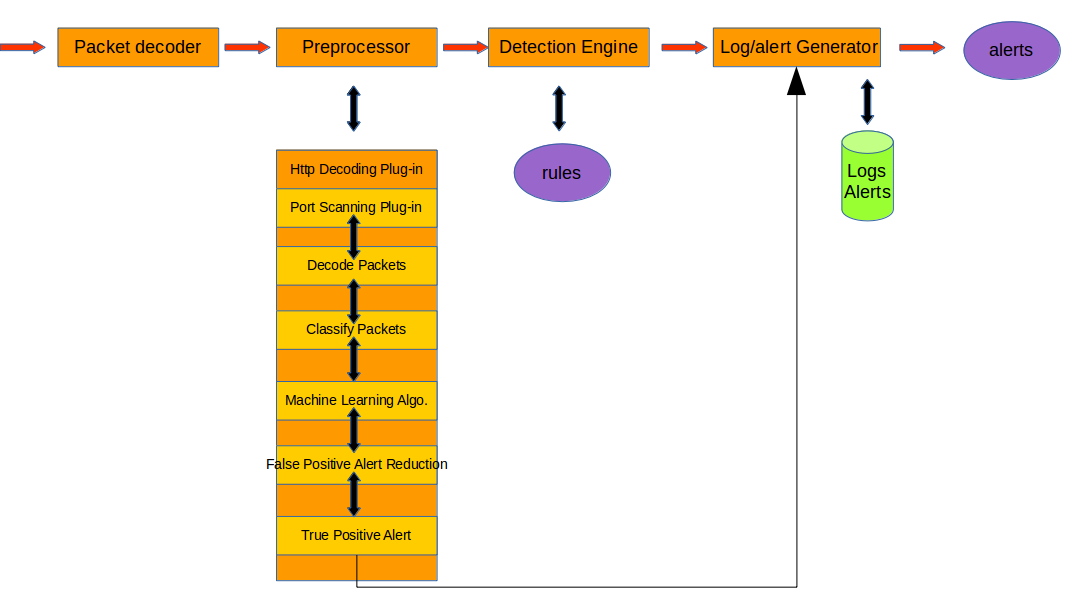 Packet decoder
Preprocessor
Detection Engine
Log/alert Generator
alerts
Http Decoding Plug-in
Port Scanning Plug-in
Decode Packets
Classify Packets
Machine Learning Algo.
False Positive Alert Reduction
True Positive Alert
rules
Logs
Alerts